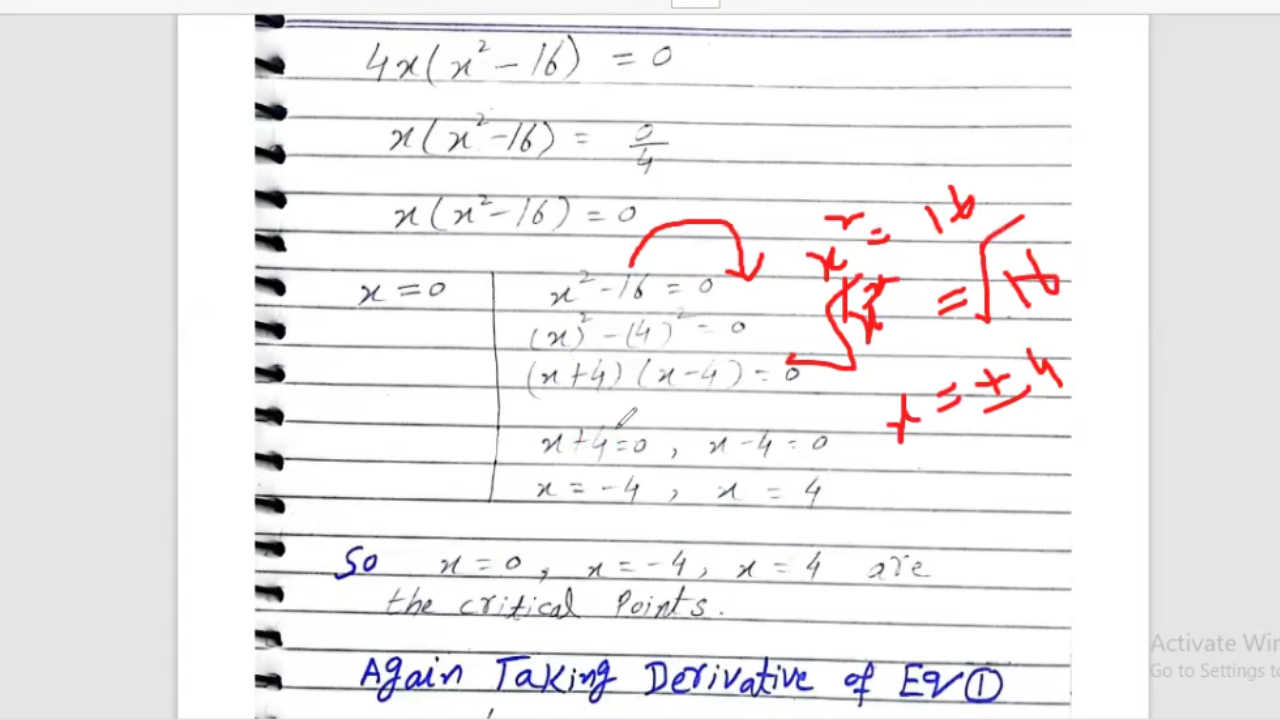 4x(x² - 16) = 0
x(x² - 16) = 0/4
x(x² - 16) = 0
x = 0
x² - 16 = 0
(x)² - (4)² = 0
(x + 4)(x - 4) = 0
x + 4 = 0 , x - 4 = 0
x = -4 , x = 4
x² = 16
√x² = √16
x = ±4
So x = 0, x = -4, x = 4 are
the critical Points.
Again Taking Derivative of Eq ①
Activate Win
Go to Settings to